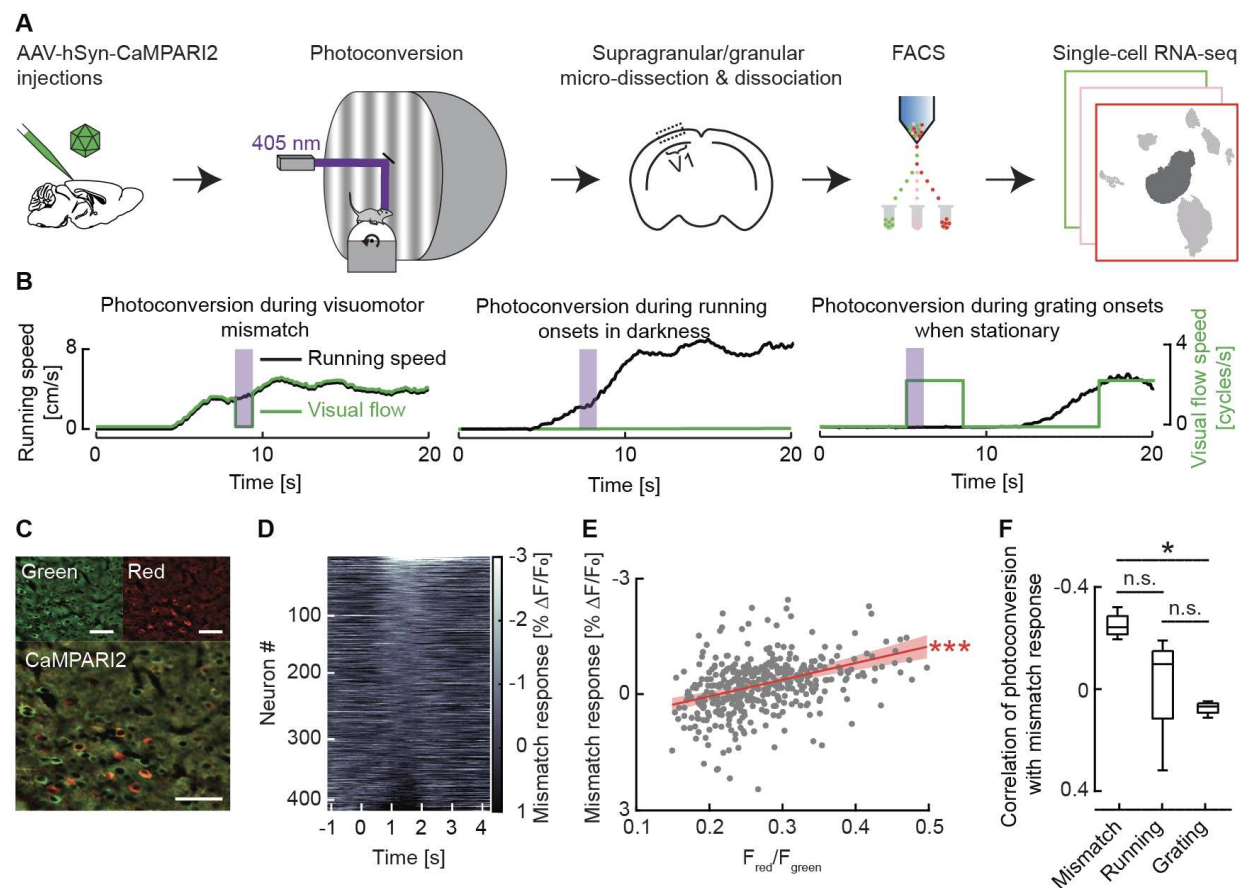 A
AAV-hSyn-CaMPARI2
injections
Photoconversion
Supragranular/granular
micro-dissection & dissociation
FACS
Single-cell RNA-seq
405 nm
V1
B
Photoconversion during visuomotor
mismatch
Photoconversion during running
onsets in darkness
Photoconversion during grating onsets
when stationary
Running speed
[cm/s]
8
0
Running speed
Visual flow
4
0
Visual flow speed
[cycles/s]
0 10 20
Time [s]
0 10 20
Time [s]
0 10 20
Time [s]
C
Green
Red
CaMPARI2
D
Neuron #
100
200
300
400
-1 0 1 2 3 4
Time [s]
-3
-2
-1
0
1
Mismatch response [% ΔF/F₀]
E
Mismatch response [% ΔF/F₀]
-3
0
3
***
0.1 0.2 0.3 0.4 0.5
Fred/Fgreen
F
Correlation of photoconversion
with mismatch response
*
n.s.
n.s.
-0.4
0
0.4
Mismatch
Running
Grating